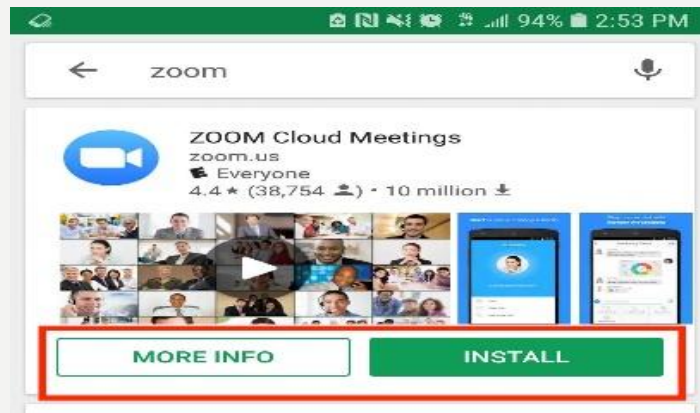 94% 2:53 PM
zoom
ZOOM Cloud Meetings
zoom.us
Everyone
4.4★ (38,754) • 10 million
MORE INFO
INSTALL